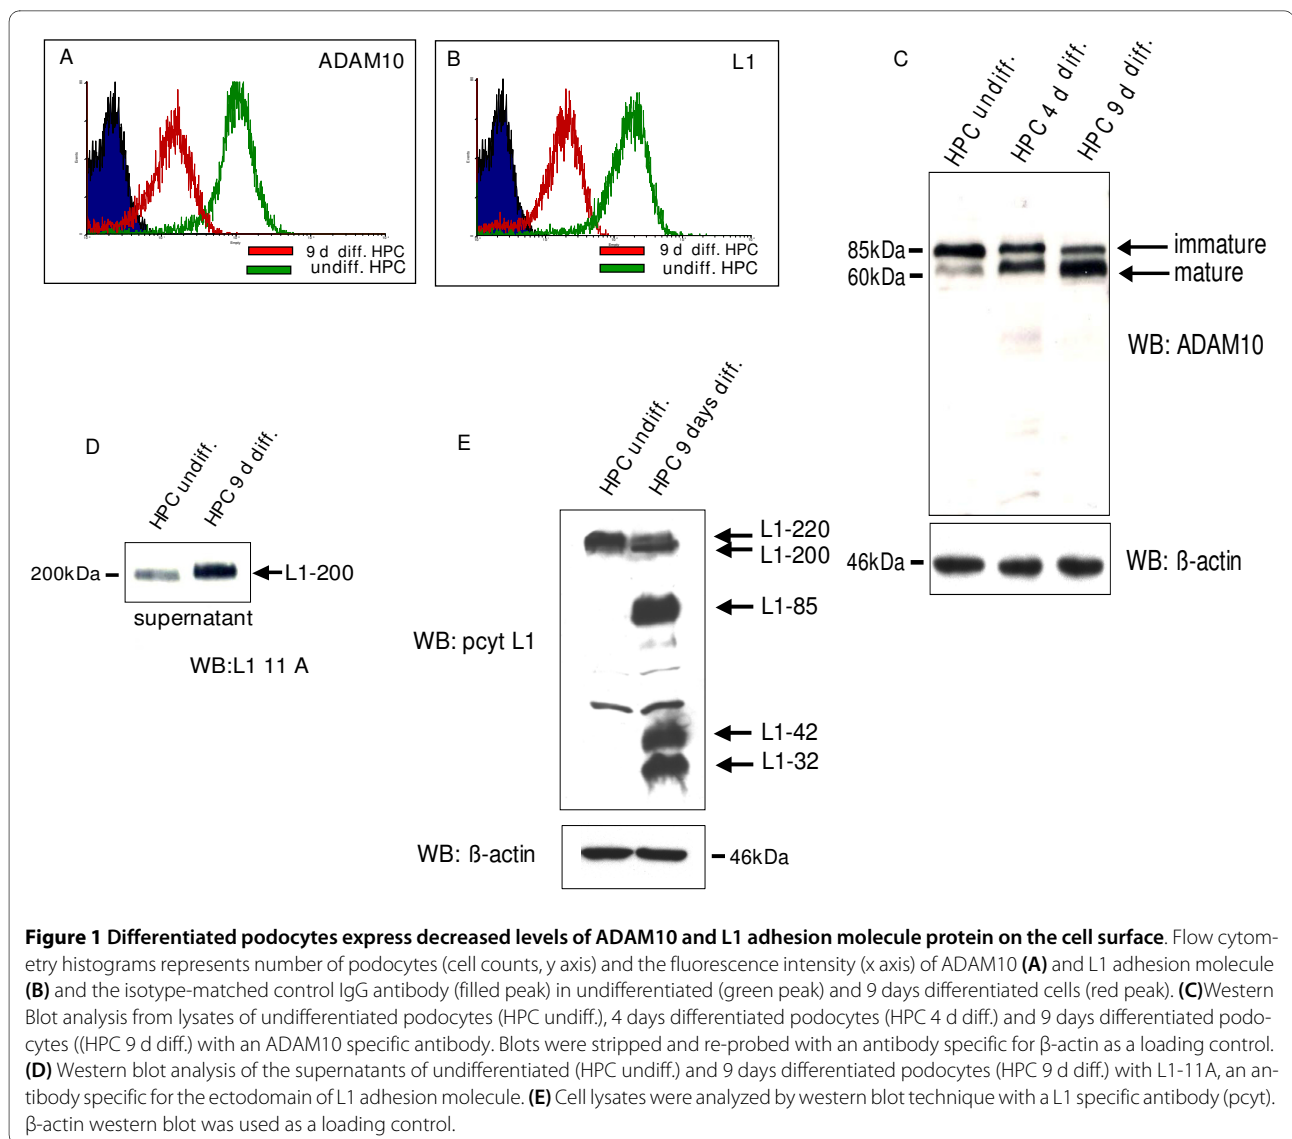 A
ADAM10
9 d diff. HPC
undiff. HPC
B
L1
9 d diff. HPC
undiff. HPC
C
HPC undiff.
HPC 4 d diff.
HPC 9 d diff.
85kDa
60kDa
immature
mature
WB: ADAM10
46kDa
WB: ß-actin
D
HPC undiff.
HPC 9 d diff.
200kDa
L1-200
supernatant
WB:L1 11 A
E
HPC undiff.
HPC 9 days diff.
L1-220
L1-200
L1-85
WB: pcyt L1
L1-42
L1-32
WB: ß-actin
46kDa
Figure 1 Differentiated podocytes express decreased levels of ADAM10 and L1 adhesion molecule protein on the cell surface. Flow cytom-
etry histograms represents number of podocytes (cell counts, y axis) and the fluorescence intensity (x axis) of ADAM10 (A) and L1 adhesion molecule
(B) and the isotype-matched control IgG antibody (filled peak) in undifferentiated (green peak) and 9 days differentiated cells (red peak). (C)Western
Blot analysis from lysates of undifferentiated podocytes (HPC undiff.), 4 days differentiated podocytes (HPC 4 d diff.) and 9 days differentiated podo-
cytes ((HPC 9 d diff.) with an ADAM10 specific antibody. Blots were stripped and re-probed with an antibody specific for β-actin as a loading control.
(D) Western blot analysis of the supernatants of undifferentiated (HPC undiff.) and 9 days differentiated podocytes (HPC 9 d diff.) with L1-11A, an an-
tibody specific for the ectodomain of L1 adhesion molecule. (E) Cell lysates were analyzed by western blot technique with a L1 specific antibody (pcyt).
β-actin western blot was used as a loading control.